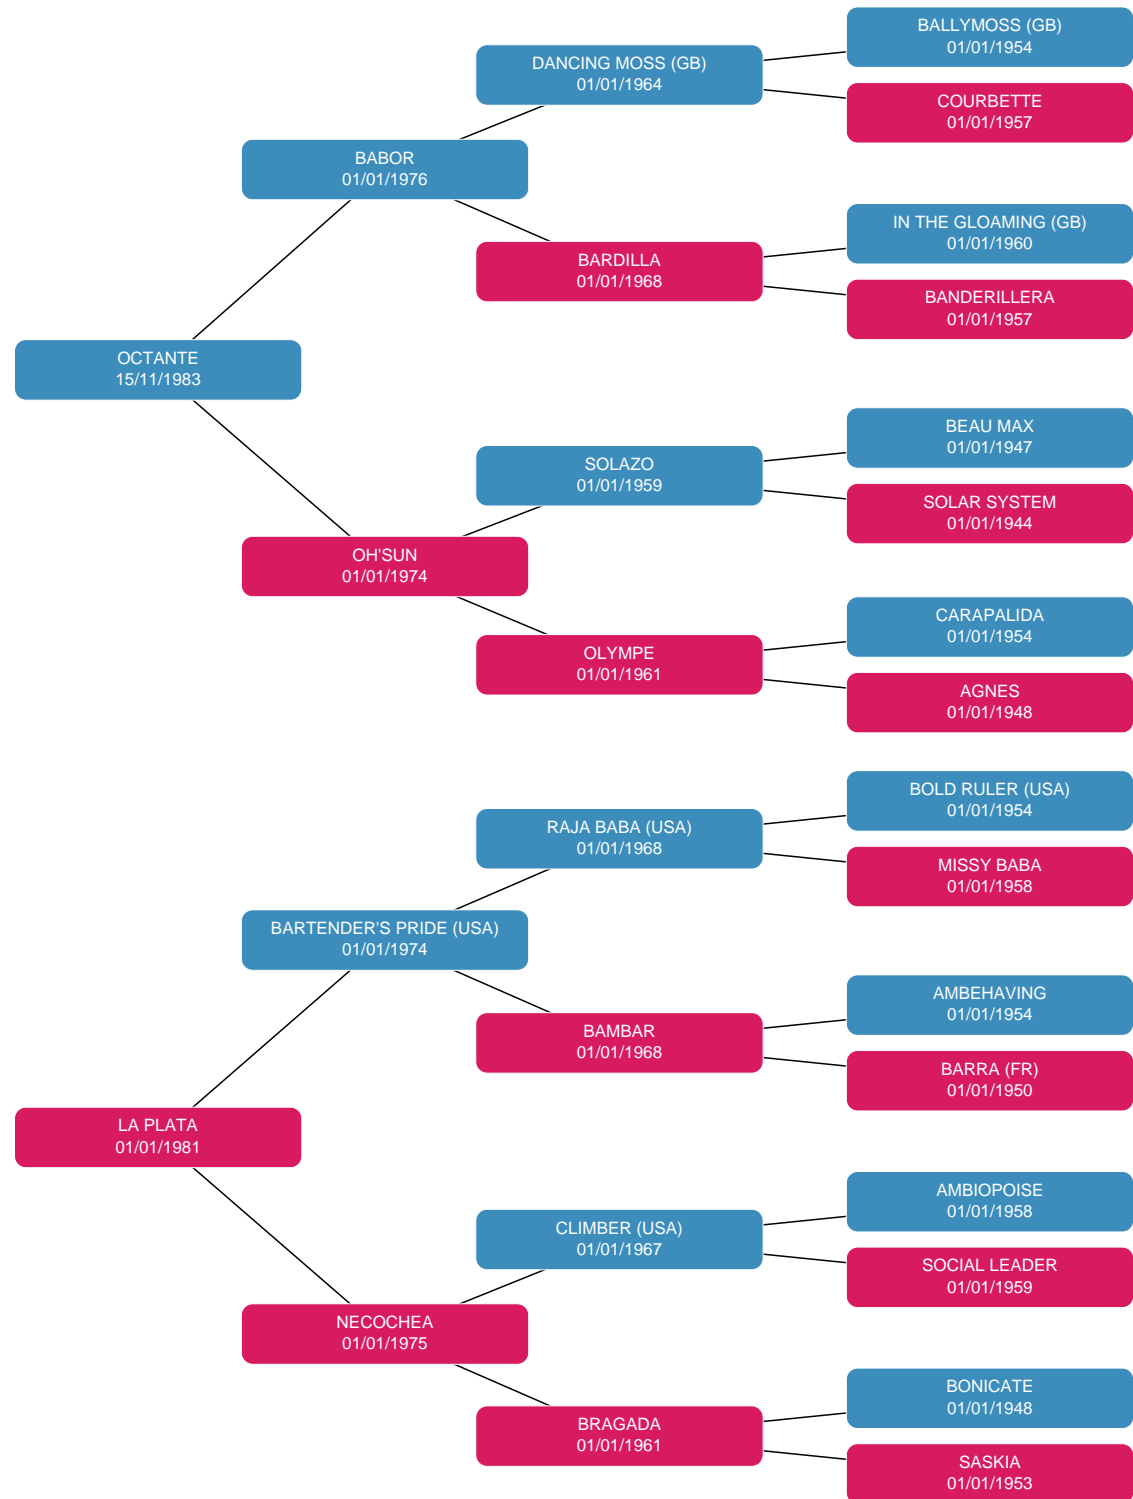 BALLYMOSS (GB)
01/01/1954
DANCING MOSS (GB)
01/01/1964
COURBETTE
01/01/1957
BABOR
01/01/1976
IN THE GLOAMING (GB)
01/01/1960
BARDILLA
01/01/1968
BANDERILLERA
01/01/1957
OCTANTE
15/11/1983
BEAU MAX
01/01/1947
SOLAZO
01/01/1959
SOLAR SYSTEM
01/01/1944
OH'SUN
01/01/1974
CARAPALIDA
01/01/1954
OLYMPE
01/01/1961
AGNES
01/01/1948
BOLD RULER (USA)
01/01/1954
RAJA BABA (USA)
01/01/1968
MISSY BABA
01/01/1958
BARTENDER'S PRIDE (USA)
01/01/1974
AMBEHAVING
01/01/1954
BAMBAR
01/01/1968
BARRA (FR)
01/01/1950
LA PLATA
01/01/1981
AMBIOPOISE
01/01/1958
CLIMBER (USA)
01/01/1967
SOCIAL LEADER
01/01/1959
NECOCHEA
01/01/1975
BONICATE
01/01/1948
BRAGADA
01/01/1961
SASKIA
01/01/1953